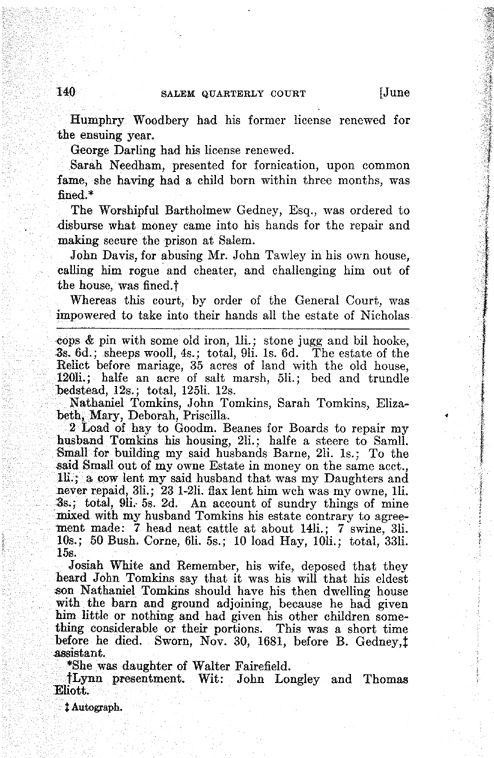 140 SALEM QUARTERLY COURT [June
Humphry Woodbery had his former license renewed for
the ensuing year.
George Darling had his license renewed.
Sarah Needham, presented for fornication, upon common
fame, she having had a child born within three months, was
fined.*
The Worshipful Bartholmew Gedney, Esq., was ordered to
disburse what money came into his hands for the repair and
making secure the prison at Salem.
John Davis, for abusing Mr. John Tawley in his own house,
calling him rogue and cheater, and challenging him out of
the house, was fined.†
Whereas this court, by order of the General Court, was
impowered to take into their hands all the estate of Nicholas
cops & pin with some old iron, 1li.; stone jugg and bil hooke,
3s. 6d.; sheeps wooll, 4s.; total, 9li. 1s. 6d. The estate of the
Relict before mariage, 35 acres of land with the old house,
120li.; halfe an acre of salt marsh, 5li.; bed and trundle
bedstead, 12s.; total, 125li. 12s.
Nathaniel Tomkins, John Tomkins, Sarah Tomkins, Eliza-
beth, Mary, Deborah, Priscilla.
2 Load of hay to Goodm. Beanes for Boards to repair my
husband Tomkins his housing, 2li.; halfe a steere to Samll.
Small for building my said husbands Barne, 2li. 1s.; To the
said Small out of my owne Estate in money on the same acct.,
1li.; a cow lent my said husband that was my Daughters and
never repaid, 3li.; 23 1-2li. flax lent him wch was my owne, 1li.
3s.; total, 9li. 5s. 2d. An account of sundry things of mine
mixed with my husband Tomkins his estate contrary to agree-
ment made: 7 head neat cattle at about 14li.; 7 swine, 3li.
10s.; 50 Bush. Corne, 6li. 5s.; 10 load Hay, 10li.; total, 33li.
15s.
Josiah White and Remember, his wife, deposed that they
heard John Tomkins say that it was his will that his eldest
son Nathaniel Tomkins should have his then dwelling house
with the barn and ground adjoining, because he had given
him little or nothing and had given his other children some-
thing considerable or their portions. This was a short time
before he died. Sworn, Nov. 30, 1681, before B. Gedney,‡
assistant.
*She was daughter of Walter Fairefield.
†Lynn presentment. Wit: John Longley and Thomas
Eliott.
‡ Autograph.